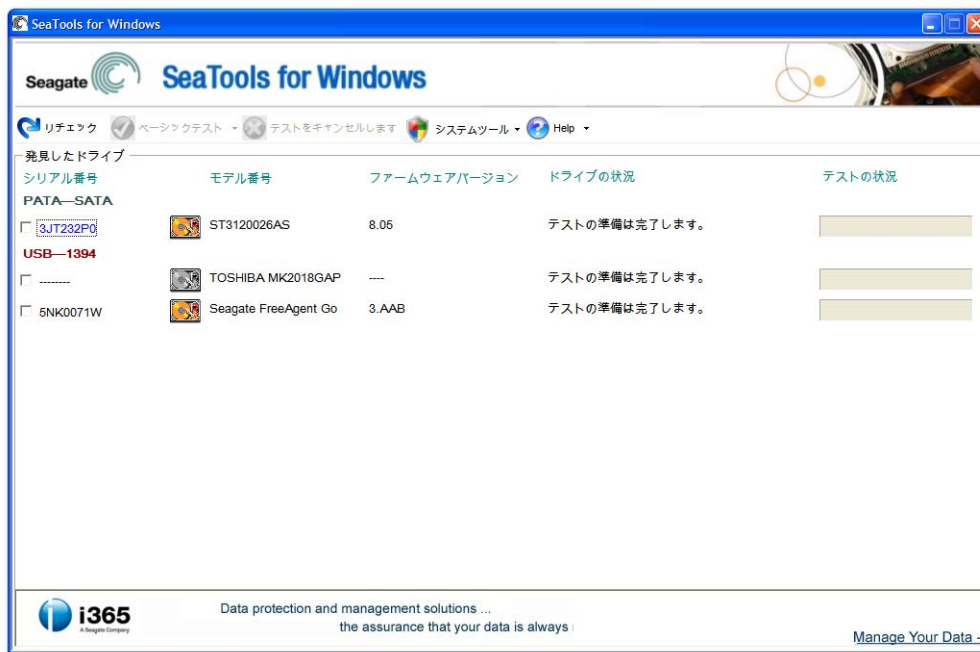 SeaTools for Windows
Seagate SeaTools for Windows
リチェック ベーシックテスト テストをキャンセルします システムツール Help
発見したドライブ
シリアル番号 モデル番号 ファームウェアバージョン ドライブの状況 テストの状況
PATA—SATA
3JT232P0 ST3120026AS 8.05 テストの準備は完了します。
USB—1394
-------- TOSHIBA MK2018GAP ---- テストの準備は完了します。
5NK0071W Seagate FreeAgent Go 3.AAB テストの準備は完了します。
i365
A Seagate Company
Data protection and management solutions ...
the assurance that your data is always
Manage Your Data -